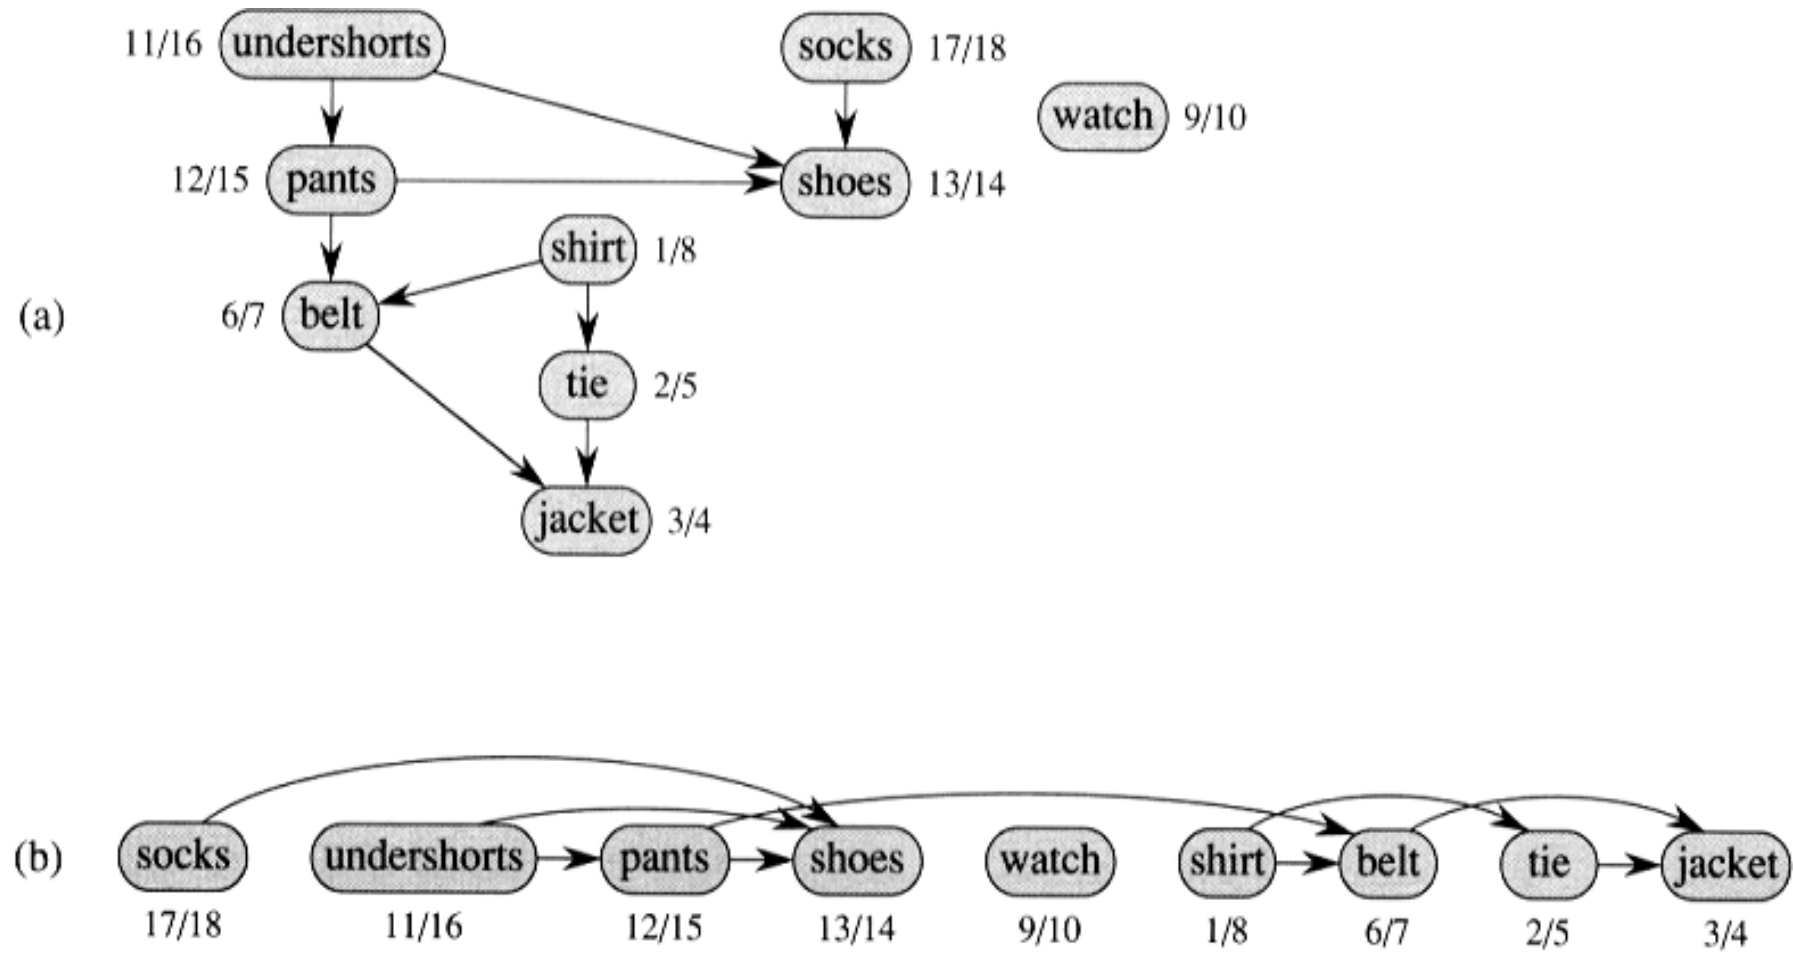 11/16 undershorts socks 17/18
watch 9/10
12/15 pants shoes 13/14
shirt 1/8
(a) 6/7 belt
tie 2/5
jacket 3/4
(b) socks undershorts pants shoes watch shirt belt tie jacket
17/18 11/16 12/15 13/14 9/10 1/8 6/7 2/5 3/4